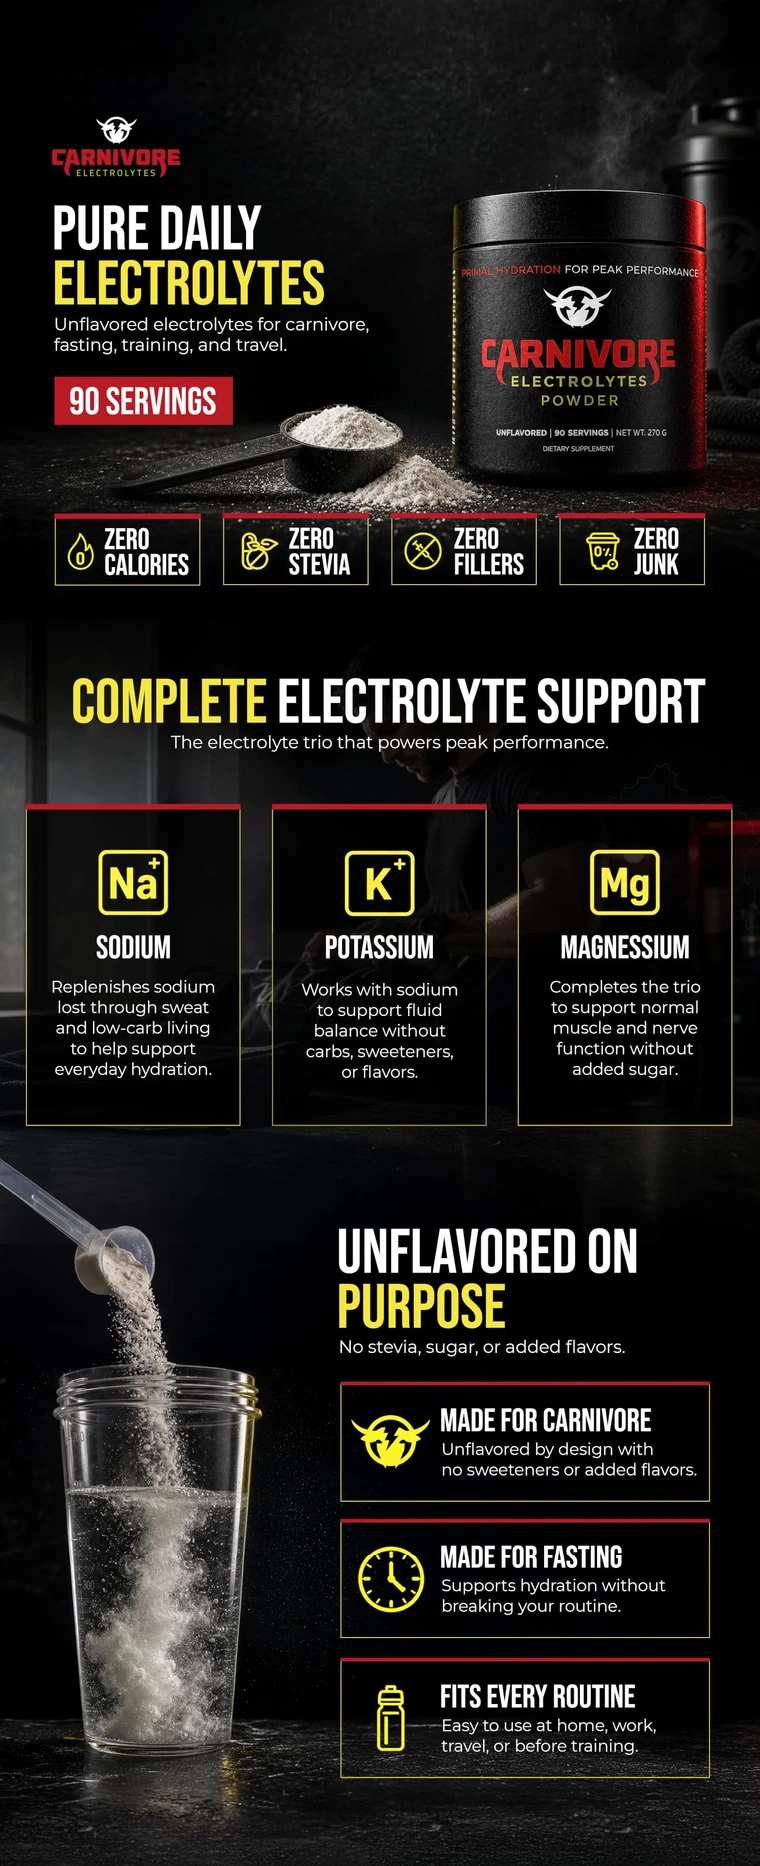 CARNIVORE
ELECTROLYTES
PURE DAILY
ELECTROLYTES
Unflavored electrolytes for carnivore,
fasting, training, and travel.
90 SERVINGS
PRIMAL HYDRATION FOR PEAK PERFORMANCE
CARNIVORE
ELECTROLYTES
POWDER
UNFLAVORED | 90 SERVINGS | NET WT. 270 G
DIETARY SUPPLEMENT
0
ZERO
CALORIES
ZERO
STEVIA
ZERO
FILLERS
0%
ZERO
JUNK
COMPLETE ELECTROLYTE SUPPORT
The electrolyte trio that powers peak performance.
Na+
SODIUM
Replenishes sodium
lost through sweat
and low-carb living
to help support
everyday hydration.
K+
POTASSIUM
Works with sodium
to support fluid
balance without
carbs, sweeteners,
or flavors.
Mg
MAGNESSIUM
Completes the trio
to support normal
muscle and nerve
function without
added sugar.
UNFLAVORED ON
PURPOSE
No stevia, sugar, or added flavors.
MADE FOR CARNIVORE
Unflavored by design with
no sweeteners or added flavors.
MADE FOR FASTING
Supports hydration without
breaking your routine.
FITS EVERY ROUTINE
Easy to use at home, work,
travel, or before training.